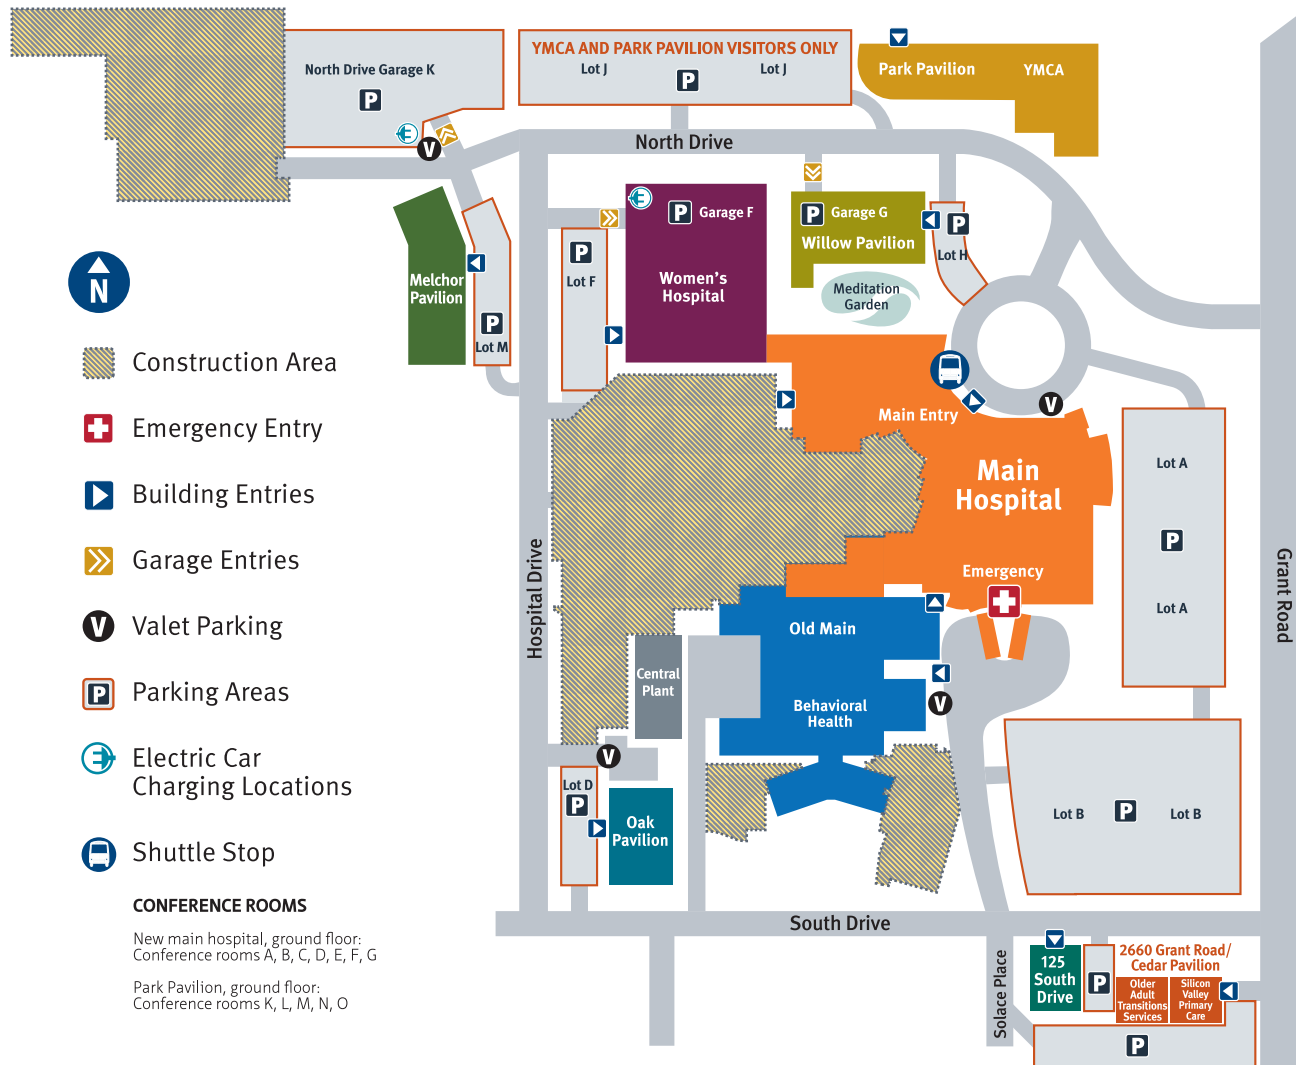 North Drive Garage K
P
V
YMCA AND PARK PAVILION VISITORS ONLY
Lot J
Lot J
P
Park Pavilion
YMCA
North Drive
P
Garage F
Women's
Hospital
P
Garage G
Willow Pavilion
P
Lot H
Meditation
Garden
Melchor
Pavilion
P
Lot M
P
Lot F
N
Construction Area
Emergency Entry
Building Entries
Garage Entries
V
Valet Parking
P
Parking Areas
Electric Car
Charging Locations
Shuttle Stop
CONFERENCE ROOMS
New main hospital, ground floor:
Conference rooms A, B, C, D, E, F, G
Park Pavilion, ground floor:
Conference rooms K, L, M, N, O
Main Entry
V
Main
Hospital
Emergency
Lot A
P
Lot A
Grant Road
Hospital Drive
Old Main
Behavioral
Health
V
Central
Plant
V
Lot D
P
Oak
Pavilion
Lot B
P
Lot B
South Drive
Solace Place
125
South
Drive
P
2660 Grant Road/
Cedar Pavilion
Older
Adult
Transitions
Services
Silicon
Valley
Primary
Care
P